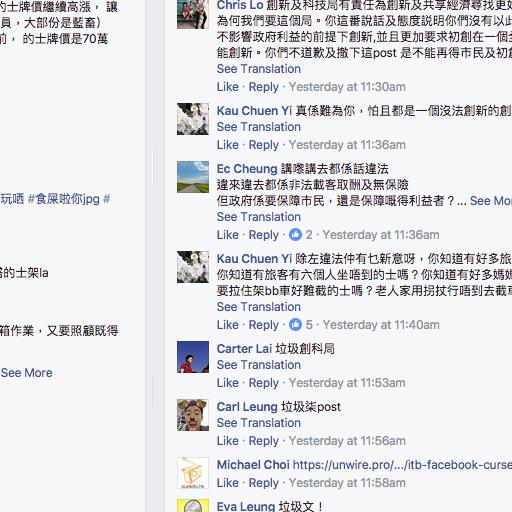 的士牌價繼續高漲， 讓
員，大部份是藍畜）
前， 的士牌價是70萬
玩晒 #食屎啦你jpg #
的士架la
箱作業，又要照顧既得
See More
Chris Lo 創新及科技局有責任為創新及共享經濟尋找更
為何我們要這個局。你這番說話及態度説明你們沒有以
不影響政府利益的前提下創新,並且更加要求初創在一個
能創新。你們不道歉及撤下這post 是不能再得市民及初
See Translation
Like · Reply · Yesterday at 11:30am
Kau Chuen Yi 真係難為你，怕且都是一個沒法創新的創
See Translation
Like · Reply · Yesterday at 11:36am
Ec Cheung 講嚟講去都係話違法
違來違去都係非法載客取酬及無保險
但政府係要保障市民，還是保障嘅得利益者？... See Mo
See Translation
Like · Reply · 2 · Yesterday at 11:36am
Kau Chuen Yi 除左違法仲有乜新意呀，你知道有好多旅
你知道有旅客有六個人坐唔到的士嗎？你知道有好多媽
要拉住架bb車好難截的士嗎？老人家用拐扙行唔到去截
See Translation
Like · Reply · 5 · Yesterday at 11:40am
Carter Lai 垃圾創科局
See Translation
Like · Reply · Yesterday at 11:53am
Carl Leung 垃圾柒post
See Translation
Like · Reply · Yesterday at 11:56am
Michael Choi https://unwire.pro/.../itb-facebook-curse
Like · Reply · Yesterday at 11:58am
Eva Leung 垃圾文！